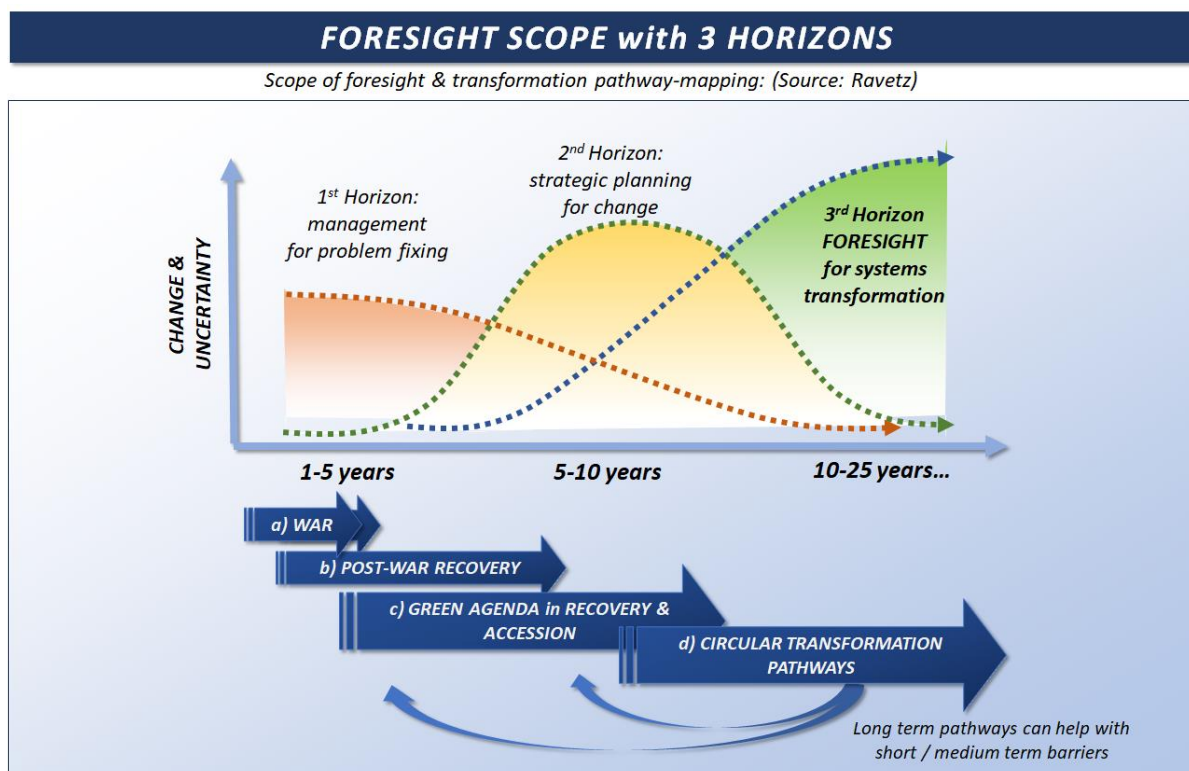 FORESIGHT SCOPE with 3 HORIZONS
Scope of foresight & transformation pathway-mapping: (Source: Ravetz)
CHANGE &
UNCERTAINTY
1st Horizon:
management
for problem fixing
2nd Horizon:
strategic planning
for change
3rd Horizon
FORESIGHT
for systems
transformation
1-5 years
5-10 years
10-25 years...
a) WAR
b) POST-WAR RECOVERY
c) GREEN AGENDA in RECOVERY &
ACCESSION
d) CIRCULAR TRANSFORMATION
PATHWAYS
Long term pathways can help with
short / medium term barriers